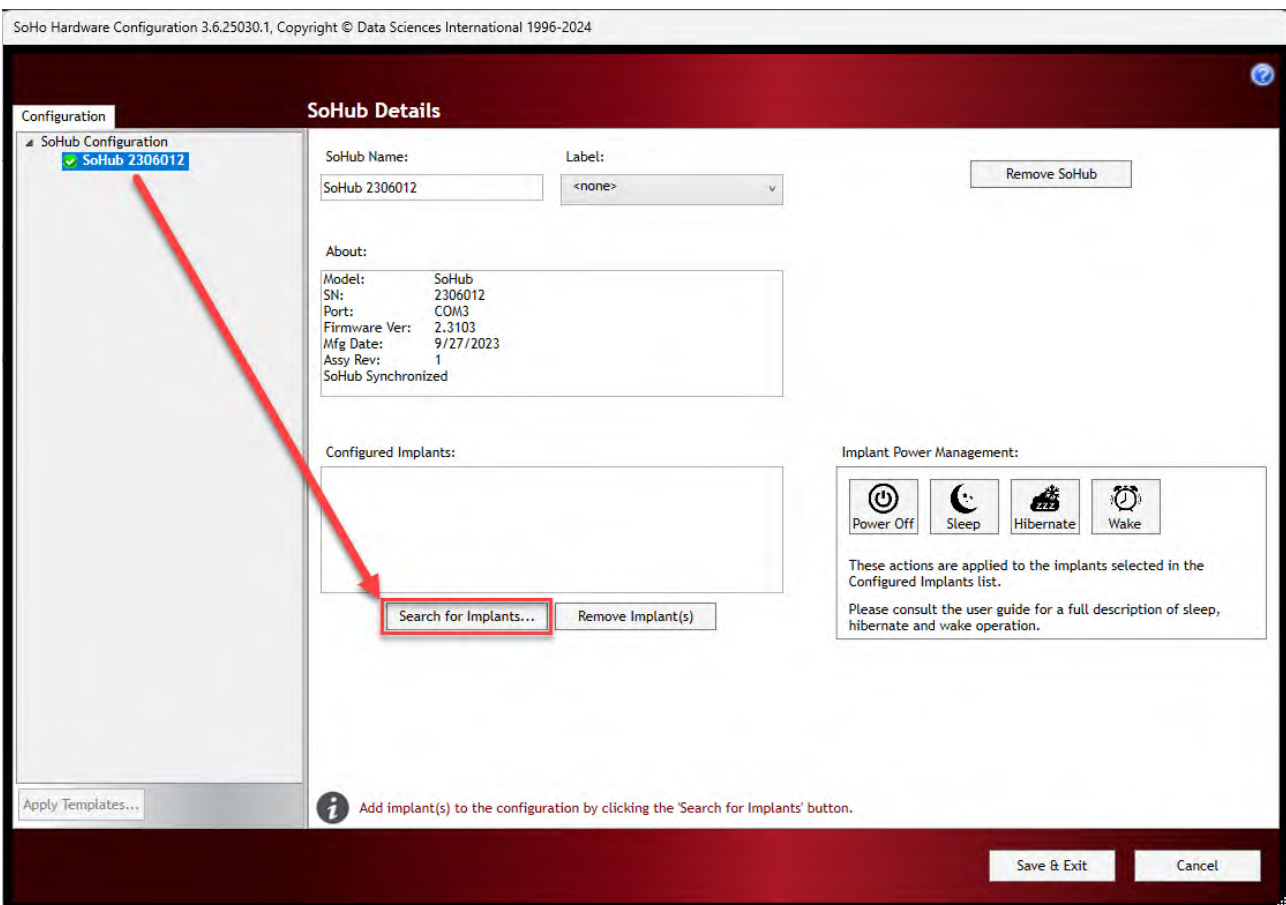 SoHo Hardware Configuration 3.6.25030.1, Copyright © Data Sciences International 1996-2024
Configuration
SoHub Details
SoHub Configuration
SoHub 2306012
SoHub Name:
Label:
SoHub 2306012
<none>
Remove SoHub
About:
Model: SoHub
SN: 2306012
Port: COM3
Firmware Ver: 2.3103
Mfg Date: 9/27/2023
Assy Rev: 1
SoHub Synchronized
Configured Implants:
Implant Power Management:
Power Off
Sleep
zzz
Hibernate
Wake
These actions are applied to the implants selected in the
Configured Implants list.
Please consult the user guide for a full description of sleep,
hibernate and wake operation.
Search for Implants...
Remove Implant(s)
Apply Templates...
Add implant(s) to the configuration by clicking the 'Search for Implants' button.
Save & Exit
Cancel